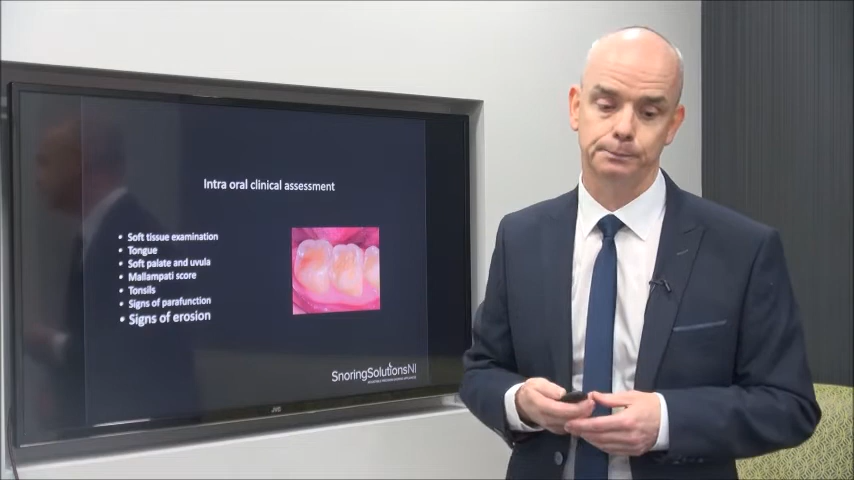 Intra oral clinical assessment
• Soft tissue examination
• Tongue
• Soft palate and uvula
• Mallampati score
• Tonsils
• Signs of parafunction
• Signs of erosion
SnoringSolutionsNI
JVC